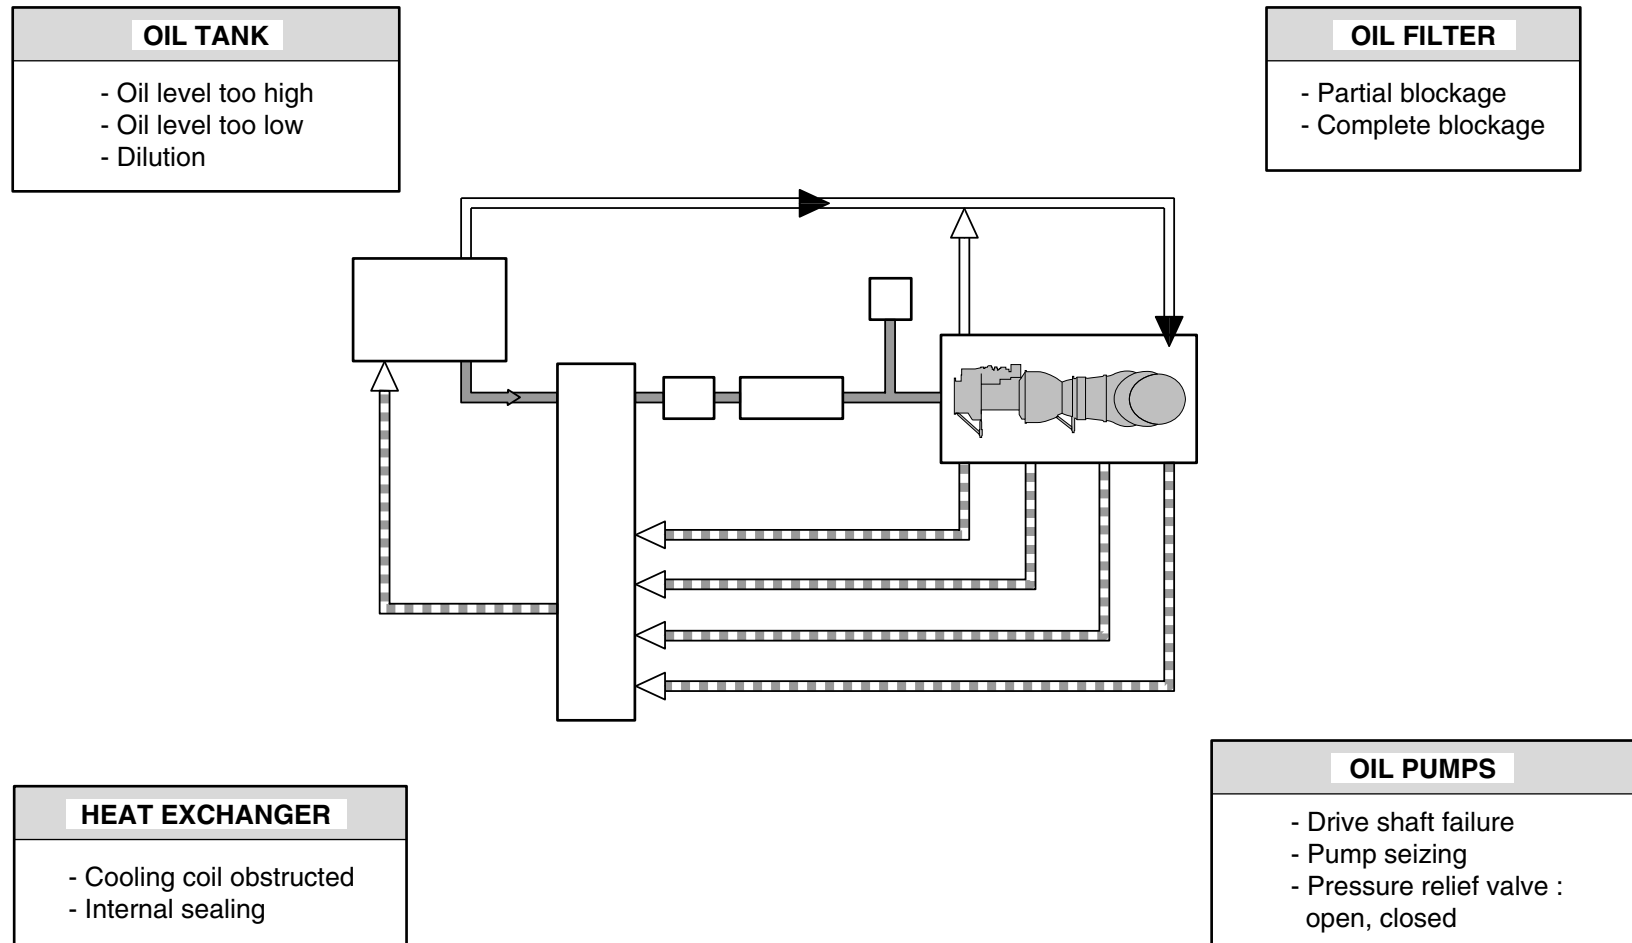 OIL TANK
- Oil level too high
- Oil level too low
- Dilution
OIL FILTER
- Partial blockage
- Complete blockage
HEAT EXCHANGER
- Cooling coil obstructed
- Internal sealing
OIL PUMPS
- Drive shaft failure
- Pump seizing
- Pressure relief valve :
open, closed